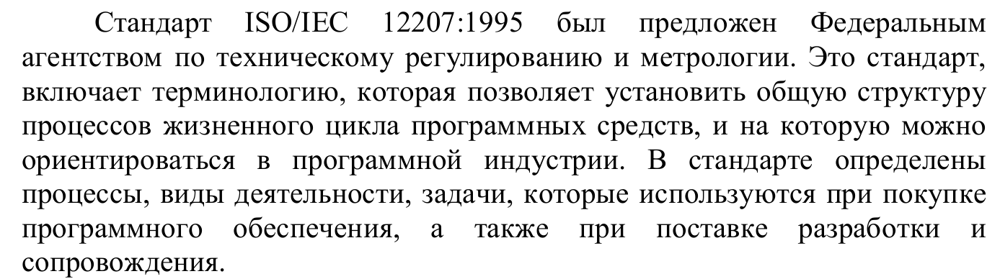 Стандарт ISO/IEC 12207:1995 был предложен Федеральным
агентством по техническому регулированию и метрологии. Это стандарт,
включает терминологию, которая позволяет установить общую структуру
процессов жизненного цикла программных средств, и на которую можно
ориентироваться в программной индустрии. В стандарте определены
процессы, виды деятельности, задачи, которые используются при покупке
программного обеспечения, а также при поставке разработки и
сопровождения.